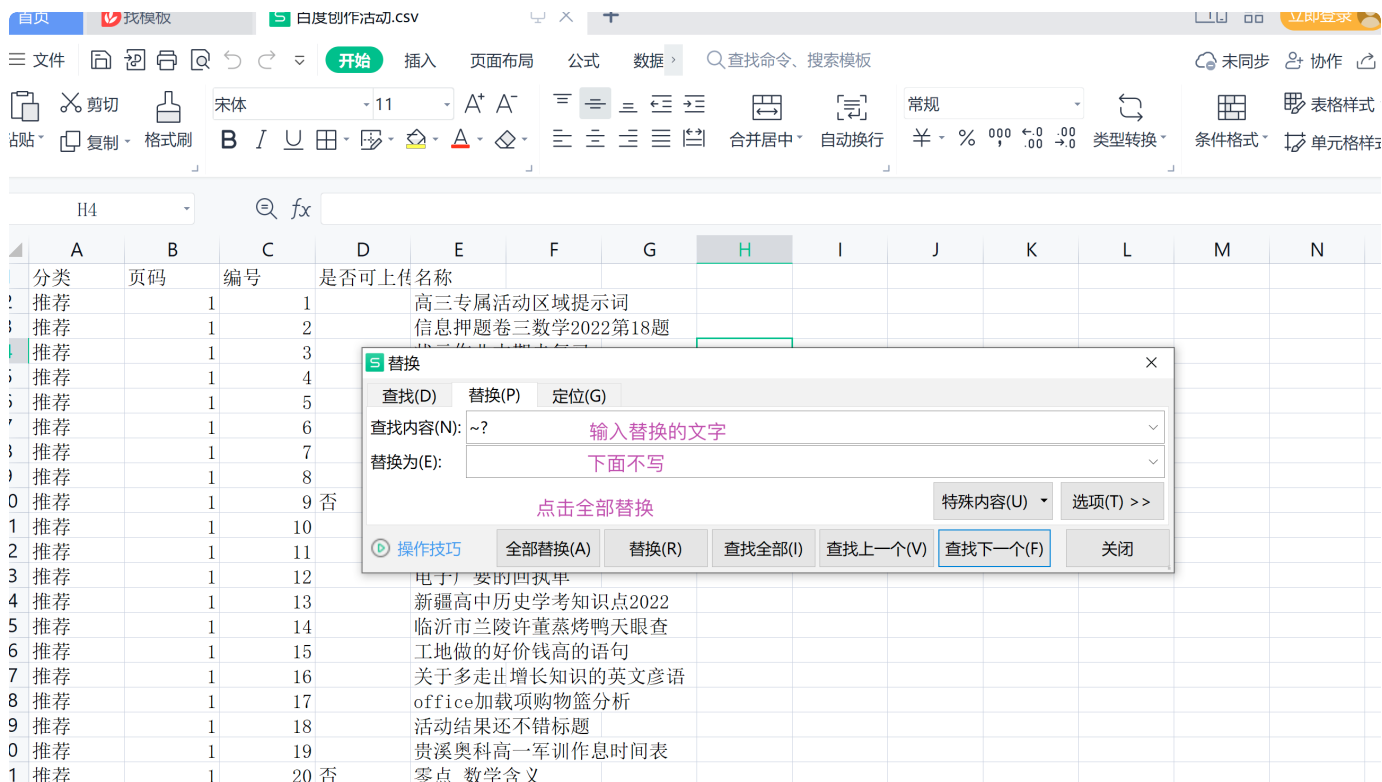 首页 找模板 S 百度创作活动.csv 立即登录
文件 开始 插入 页面布局 公式 数据 查找命令、搜索模板 未同步 协作
粘贴 剪切 复制 格式刷 宋体 11 合并居中 自动换行 常规 类型转换 条件格式 表格样式 单元格样式
H4 fx
A B C D E F G H I J K L M N
分类 页码 编号 是否可上传 名称
推荐 1 1 高三专属活动区域提示词
推荐 1 2 信息押题卷三数学2022第18题
推荐 1 3
推荐 1 4
推荐 1 5
推荐 1 6
推荐 1 7
推荐 1 8
0 推荐 1 9 否
1 推荐 1 10
2 推荐 1 11
3 推荐 1 12 电子厂要的回执单
4 推荐 1 13 新疆高中历史学考知识点2022
5 推荐 1 14 临沂市兰陵许董蒸烤鸭天眼查
6 推荐 1 15 工地做的好价钱高的语句
7 推荐 1 16 关于多走出增长知识的英文彦语
8 推荐 1 17 office加载项购物篮分析
9 推荐 1 18 活动结果还不错标题
0 推荐 1 19 贵溪奥科高一军训作息时间表
1 推荐 1 20 否 零点 数学含义
S 替换
查找(D) 替换(P) 定位(G)
查找内容(N): ~? 输入替换的文字
替换为(E): 下面不写
点击全部替换
特殊内容(U) 选项(T) >>
操作技巧 全部替换(A) 替换(R) 查找全部(I) 查找上一个(V) 查找下一个(F) 关闭